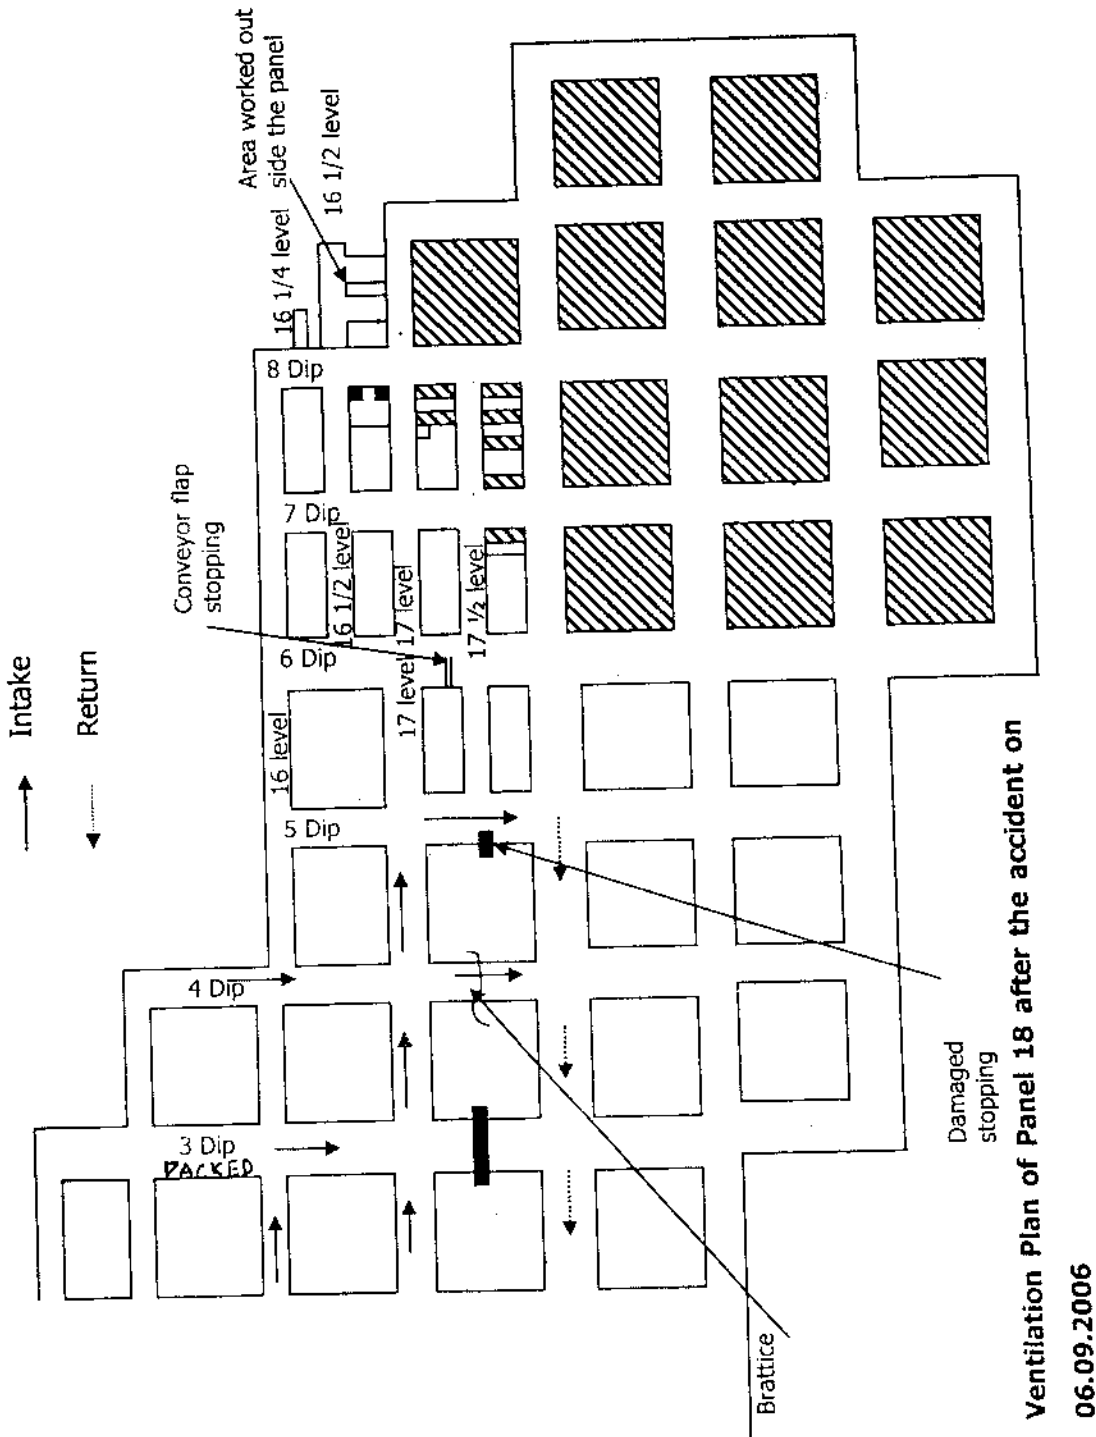 Intake
Return
Area worked out
side the panel
16 1/2 level
16 1/4 level
8 Dip
Conveyor flap
stopping
7 Dip
16 1/2 level
17 level
17 ½ level
6 Dip
17 level
16 level
5 Dip
4 Dip
3 Dip
PACKED
Damaged
stopping
Brattice
Ventilation Plan of Panel 18 after the accident on
06.09.2006